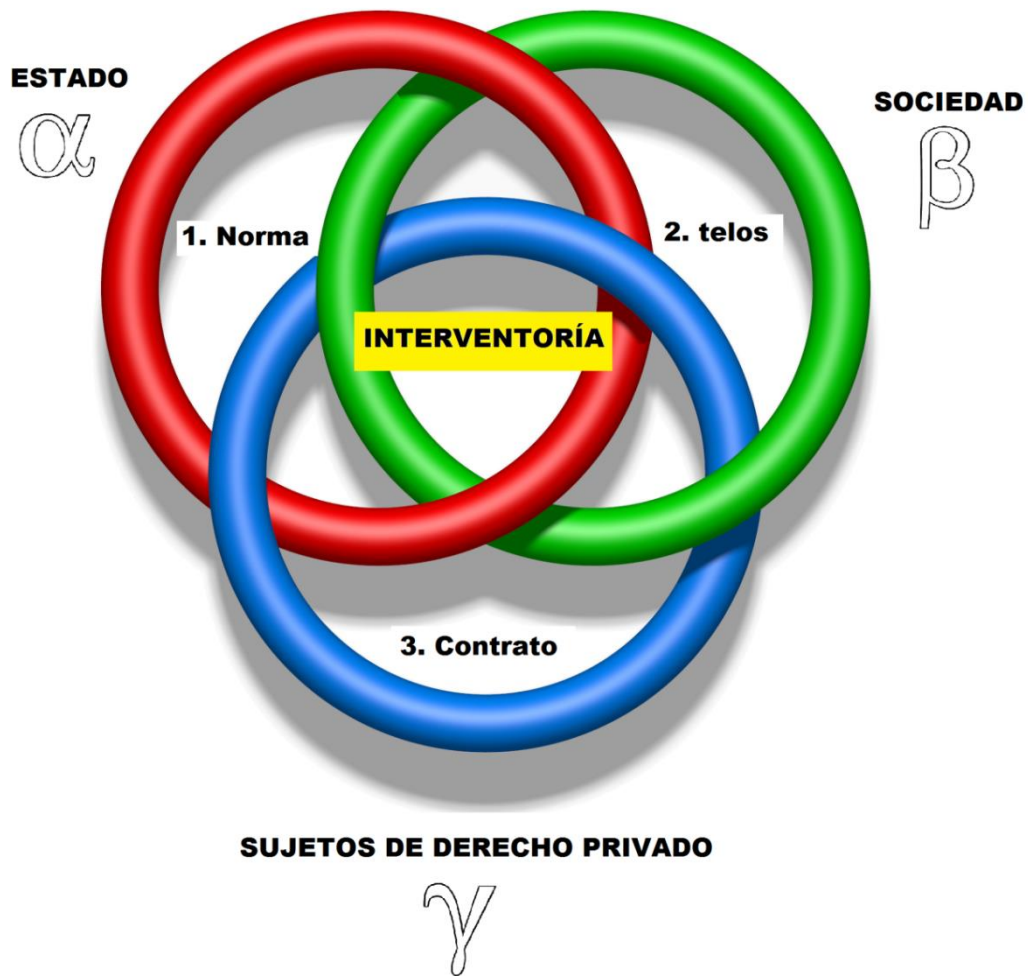 ESTADO
α
SOCIEDAD
β
1. Norma
2. telos
INTERVENTORÍA
3. Contrato
SUJETOS DE DERECHO PRIVADO
γ